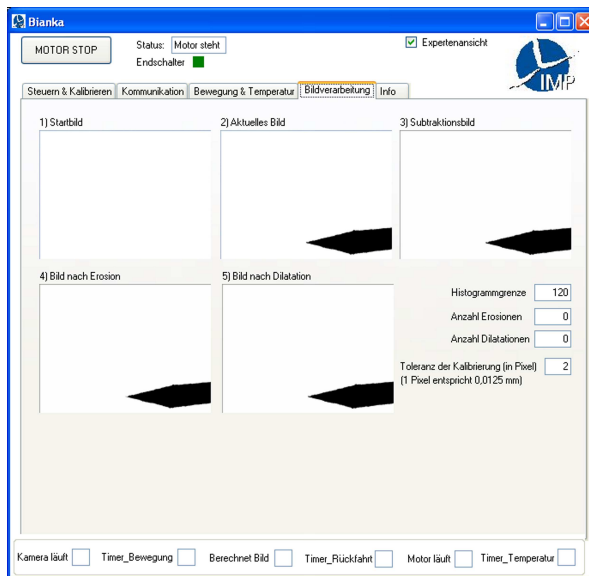 Bianka
MOTOR STOP
Status: Motor steht
Endschalter
Expertenansicht
IMP
Steuern & Kalibrieren Kommunikation Bewegung & Temperatur Bildverarbeitung Info
1) Startbild 2) Aktuelles Bild 3) Subtraktionsbild
4) Bild nach Erosion 5) Bild nach Dilatation
Histogrammgrenze 120
Anzahl Erosionen 0
Anzahl Dilatationen 0
Toleranz der Kalibrierung (in Pixel) 2
(1 Pixel entspricht 0,0125 mm)
Kamera läuft Timer_Bewegung Berechnet Bild Timer_Rückfahrt Motor läuft Timer_Temperatur